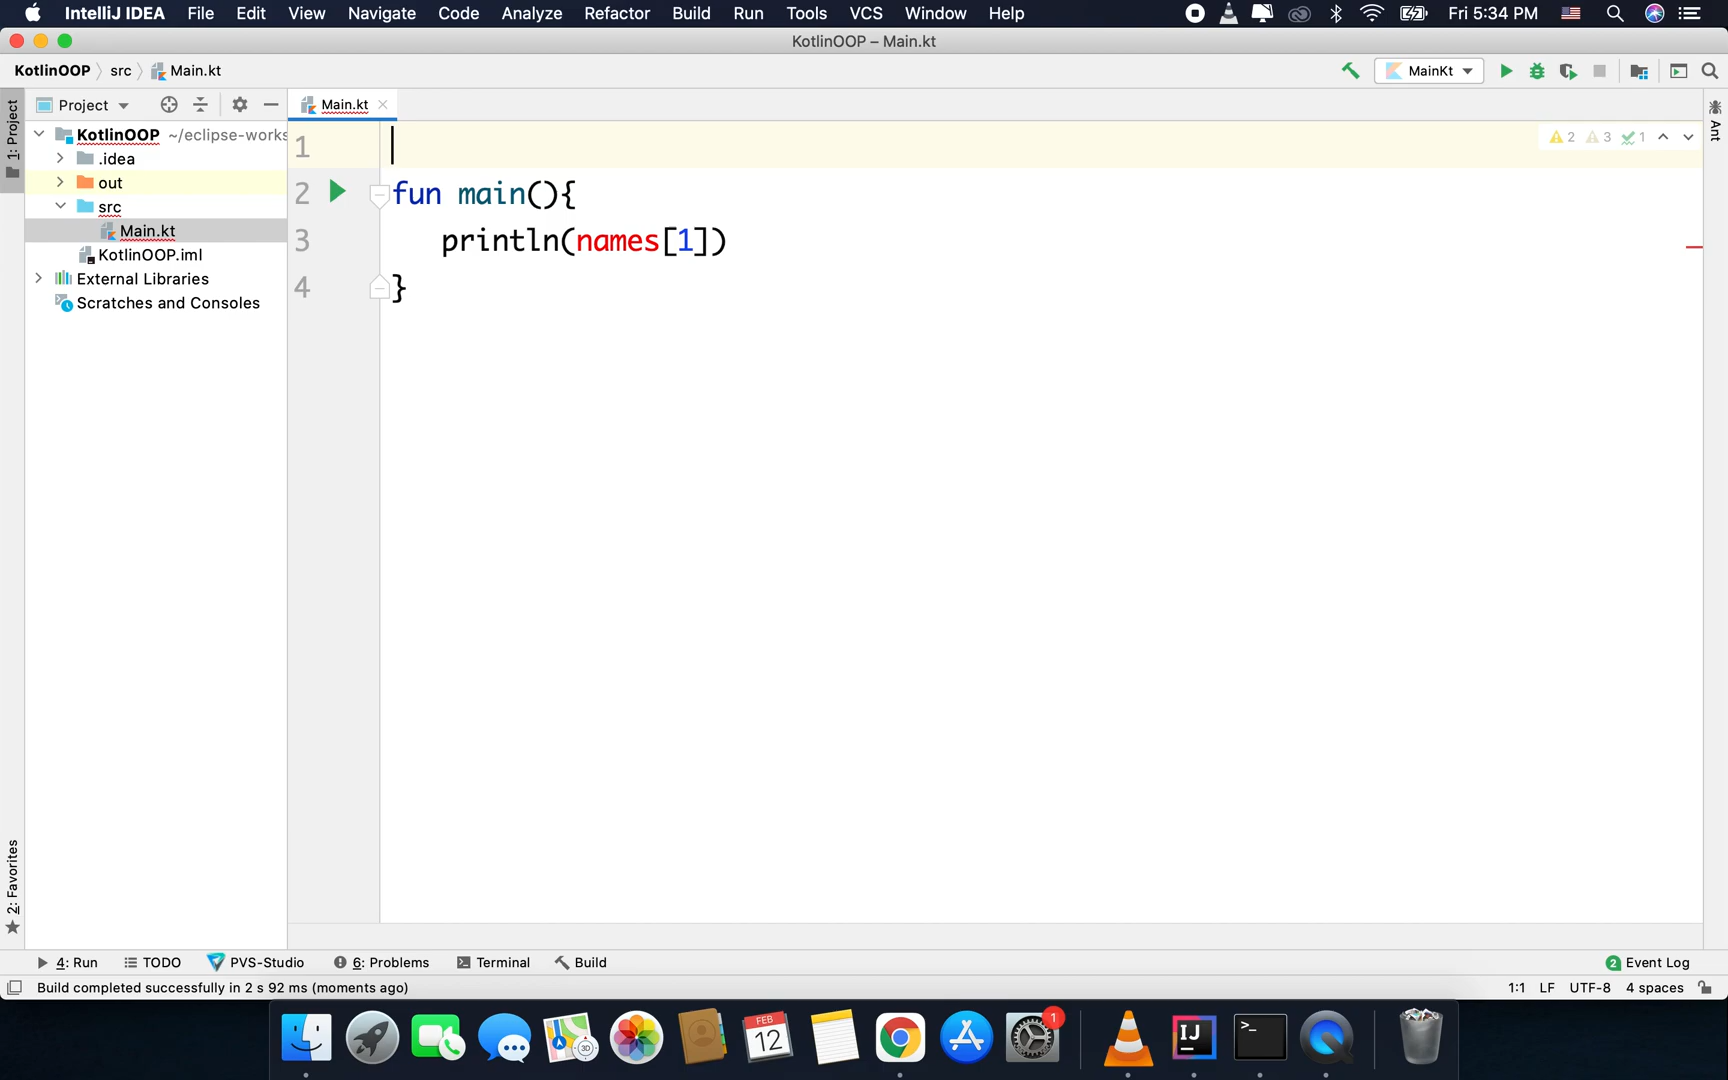 IntelliJ IDEA File Edit View Navigate Code Analyze Refactor Build Run Tools VCS Window Help Fri 5:34 PM
KotlinOOP – Main.kt
KotlinOOP src Main.kt MainKt
1: Project
Project
Main.kt
Ant
KotlinOOP ~/eclipse-works
.idea
out
src
Main.kt
KotlinOOP.iml
External Libraries
Scratches and Consoles
2 3 1
1
2 fun main(){
3 println(names[1])
4 }
2: Favorites
4: Run TODO PVS-Studio 6: Problems Terminal Build 2 Event Log
Build completed successfully in 2 s 92 ms (moments ago) 1:1 LF UTF-8 4 spaces
1
FEB
12
3D
IJ
>_